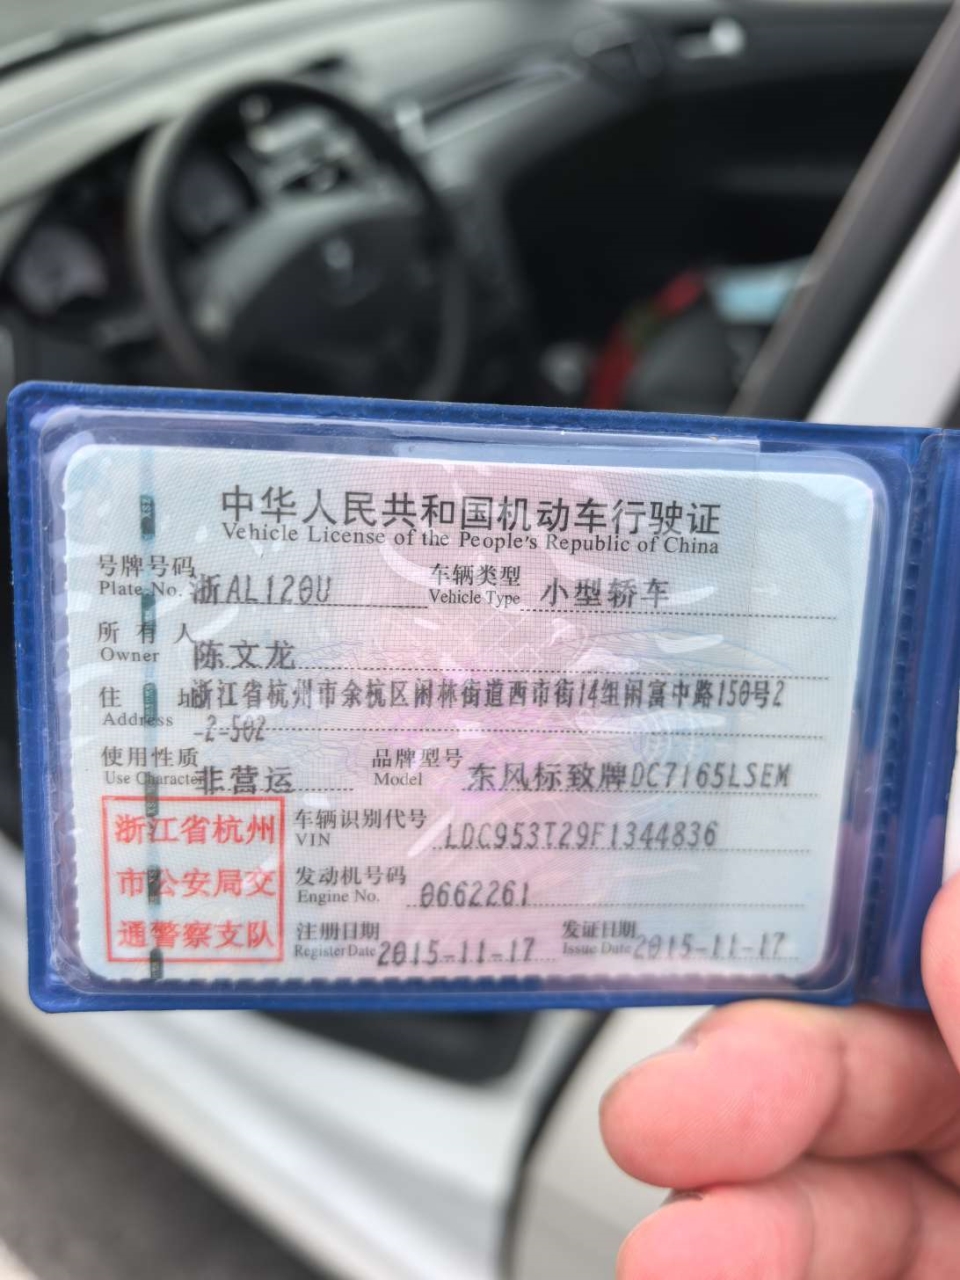 中华人民共和国机动车行驶证
Vehicle License of the People's Republic of China
号牌号码 浙AL120U 车辆类型 小型轿车
Plate No. Vehicle Type
所有人 陈文龙
Owner
住址 浙江省杭州市余杭区闲林街道西市街14组闲富中路150号2
Address -2-502
使用性质 非营运 品牌型号 东风标致牌DC7165LSEM
Use Character Model
浙江省杭州
市公安局交
通警察支队
车辆识别代号 LDC953T29F1344836
VIN
发动机号码 0662261
Engine No.
注册日期 2015-11-17 发证日期 2015-11-17
Register Date Issue Date